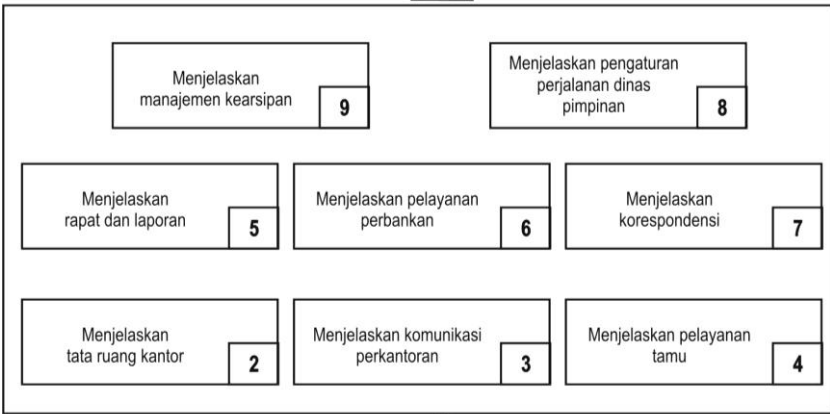 Menjelaskan
manajemen kearsipan
9
Menjelaskan pengaturan
perjalanan dinas
pimpinan
8
Menjelaskan
rapat dan laporan
5
Menjelaskan pelayanan
perbankan
6
Menjelaskan
korespondensi
7
Menjelaskan
tata ruang kantor
2
Menjelaskan komunikasi
perkantoran
3
Menjelaskan pelayanan
tamu
4